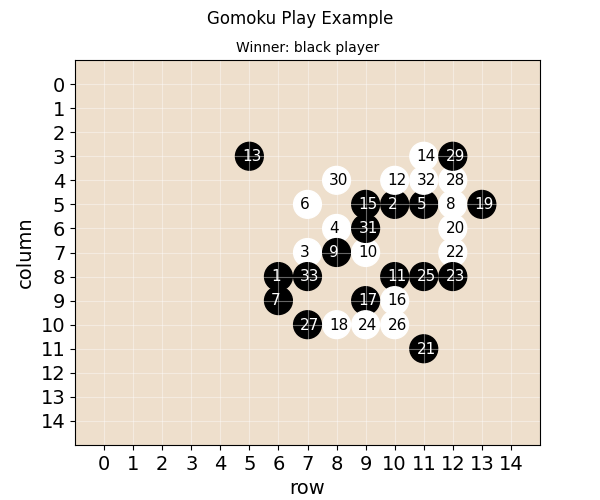 Gomoku Play Example
Winner: black player
0
1
2
3 13 14 29
4 30 12 32 28
5 6 15 2 5 8 19
6 4 31 20
7 3 9 10 22
8 1 33 11 25 23
9 7 17 16
10 27 18 24 26
11 21
12
13
14
column
0 1 2 3 4 5 6 7 8 9 10 11 12 13 14
row